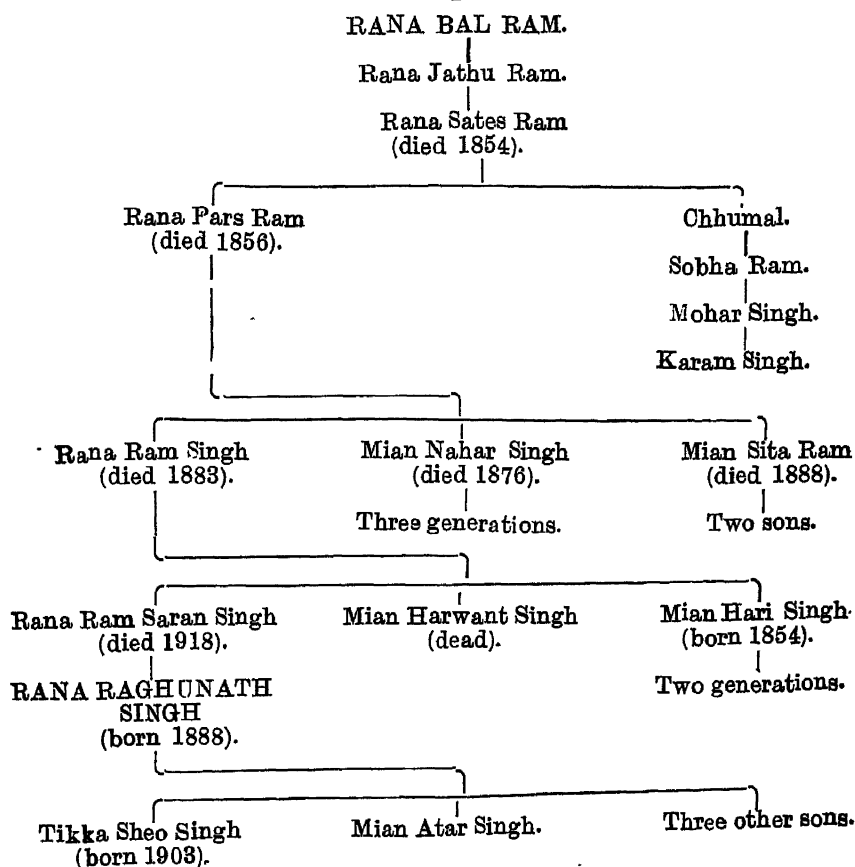 RANA BAL RAM.
Rana Jathu Ram.
Rana Sates Ram
(died 1854).
Rana Pars Ram
(died 1856).
Chhumal.
Sobha Ram.
Mohar Singh.
Karam Singh.
Rana Ram Singh
(died 1883).
Mian Nahar Singh
(died 1876).
Mian Sita Ram
(died 1888).
Three generations.
Two sons.
Rana Ram Saran Singh
(died 1918).
Mian Harwant Singh
(dead).
Mian Hari Singh
(born 1854).
RANA RAGHUNATH
SINGH
(born 1888).
Two generations.
Tikka Sheo Singh
(born 1903).
Mian Atar Singh.
Three other sons.